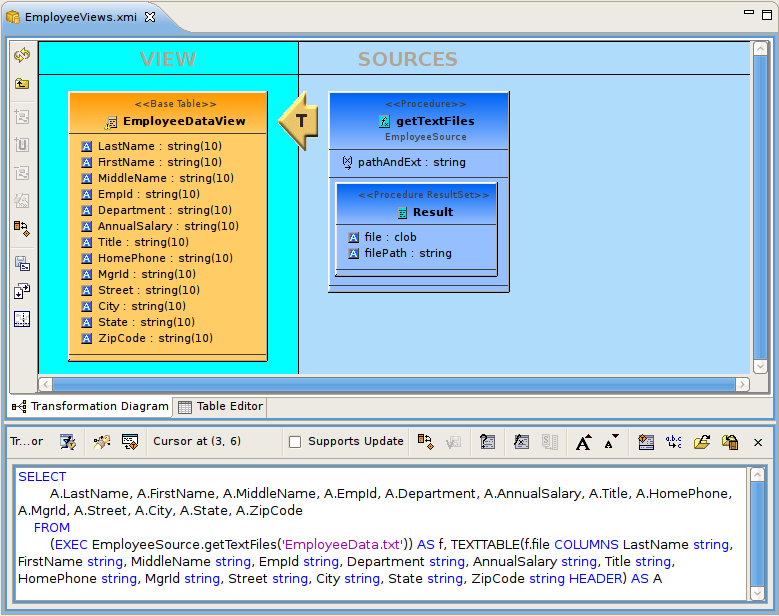 EmployeeViews.xmi
VIEW
SOURCES
<<Base Table>>
EmployeeDataView
LastName : string(10)
FirstName : string(10)
MiddleName : string(10)
EmpId : string(10)
Department : string(10)
AnnualSalary : string(10)
Title : string(10)
HomePhone : string(10)
MgrId : string(10)
Street : string(10)
City : string(10)
State : string(10)
ZipCode : string(10)
T
<<Procedure>>
getTextFiles
EmployeeSource
pathAndExt : string
<<Procedure ResultSet>>
Result
file : clob
filePath : string
Transformation Diagram
Table Editor
Tr...or
Cursor at (3, 6)
Supports Update
SELECT
A.LastName, A.FirstName, A.MiddleName, A.EmpId, A.Department, A.AnnualSalary, A.Title, A.HomePhone,
A.MgrId, A.Street, A.City, A.State, A.ZipCode
FROM
(EXEC EmployeeSource.getTextFiles('EmployeeData.txt')) AS f, TEXTTABLE(f.file COLUMNS LastName string,
FirstName string, MiddleName string, EmpId string, Department string, AnnualSalary string, Title string,
HomePhone string, MgrId string, Street string, City string, State string, ZipCode string HEADER) AS A